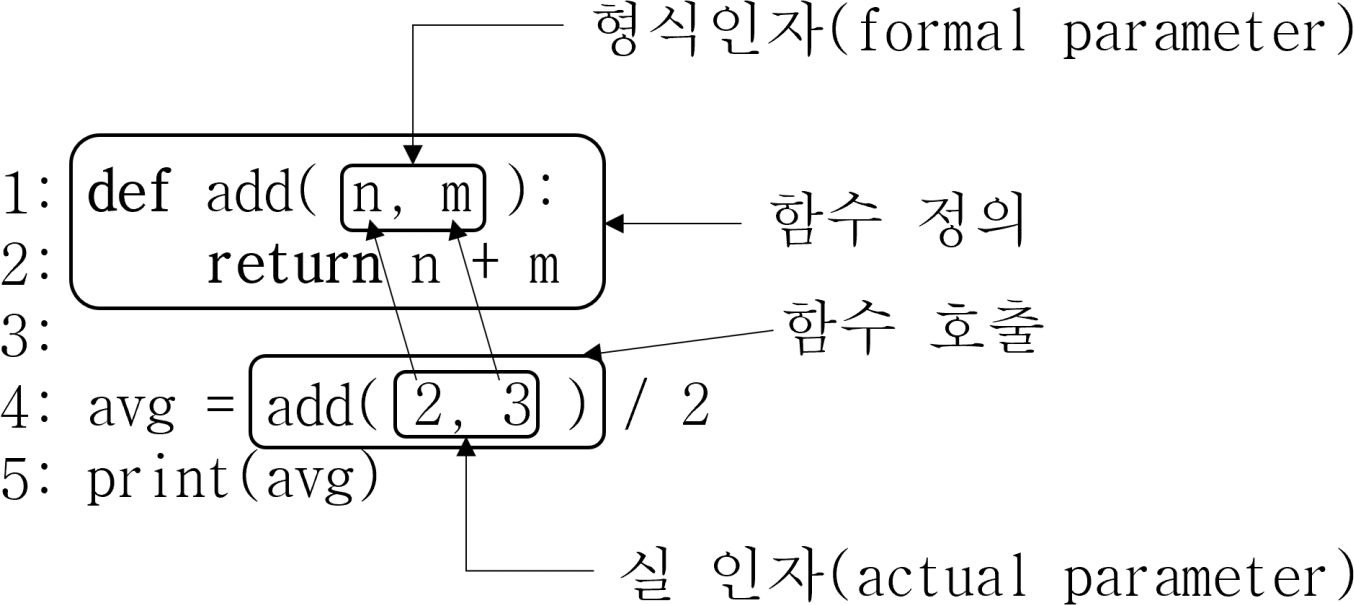 형식인자(formal parameter)
1: def add( n, m ):
함수 정의
2: return n + m
3:
함수 호출
4: avg = add( 2, 3 ) / 2
5: print(avg)
실 인자(actual parameter)